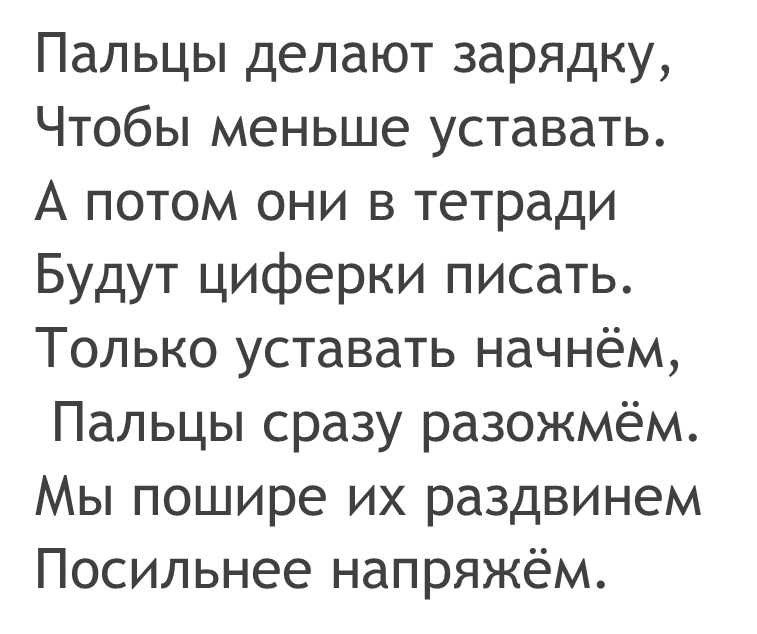 Пальцы делают зарядку,
Чтобы меньше уставать.
А потом они в тетради
Будут циферки писать.
Только уставать начнём,
Пальцы сразу разожмём.
Мы пошире их раздвинем
Посильнее напряжём.